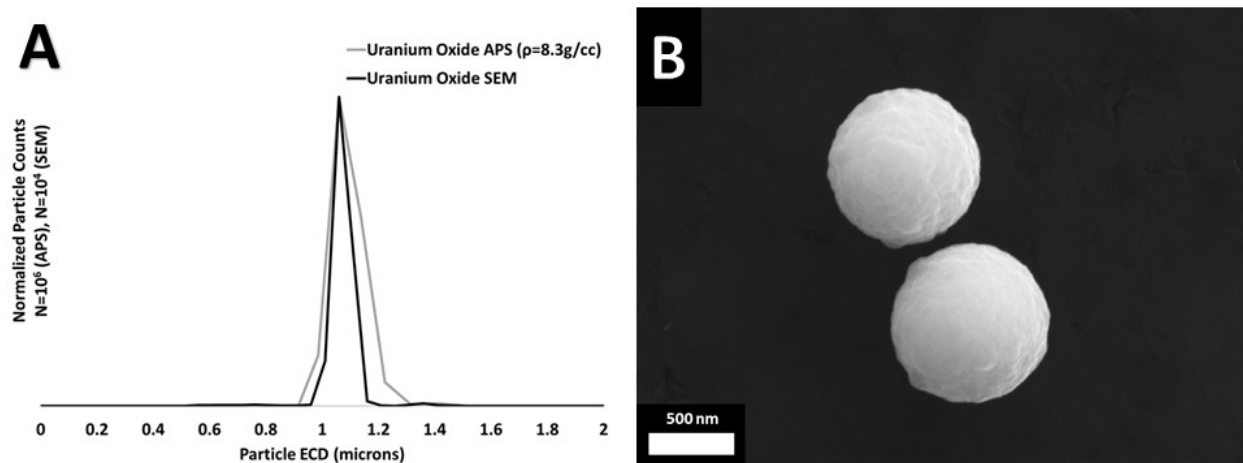 A
Uranium Oxide APS (ρ=8.3g/cc)
Uranium Oxide SEM
Normalized Particle Counts
N=10⁶ (APS), N=10⁴ (SEM)
0 0.2 0.4 0.6 0.8 1 1.2 1.4 1.6 1.8 2
Particle ECD (microns)
B
500 nm